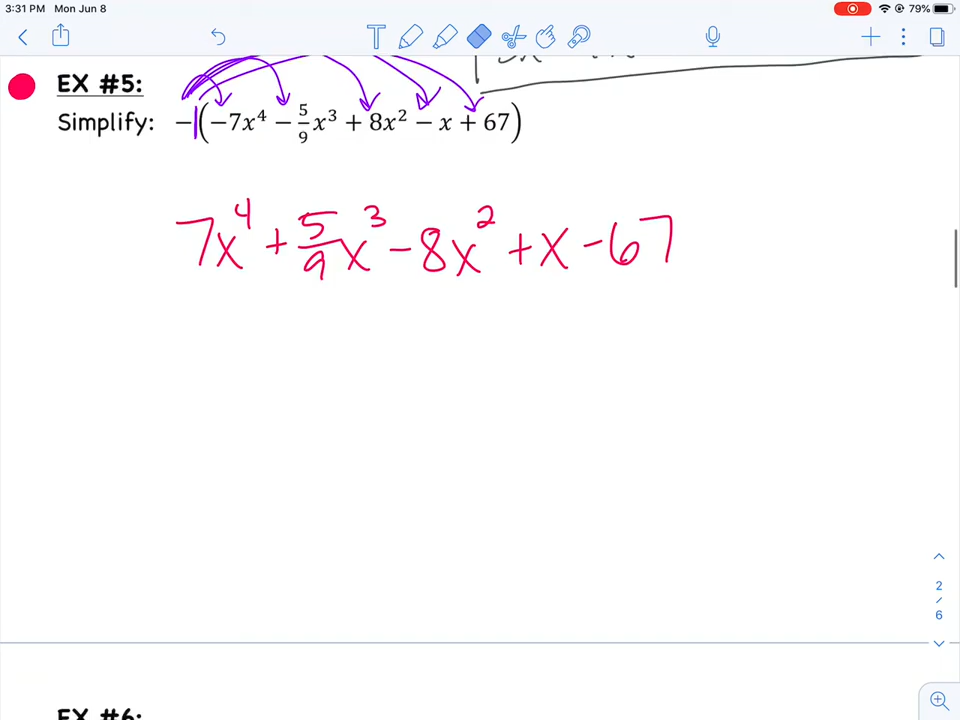 3:31 PM Mon Jun 8 79%
EX #5:
Simplify: −1(−7x⁴ − 5/9x³ + 8x² − x + 67)
7x⁴ + 5/9x³ − 8x² + x − 67
2
/
6
EX #6: